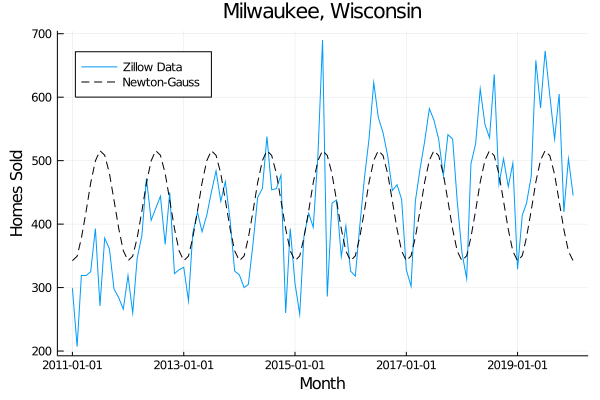 Milwaukee, Wisconsin
700
600
500
400
300
200
Homes Sold
Zillow Data
Newton-Gauss
2011-01-01 2013-01-01 2015-01-01 2017-01-01 2019-01-01
Month